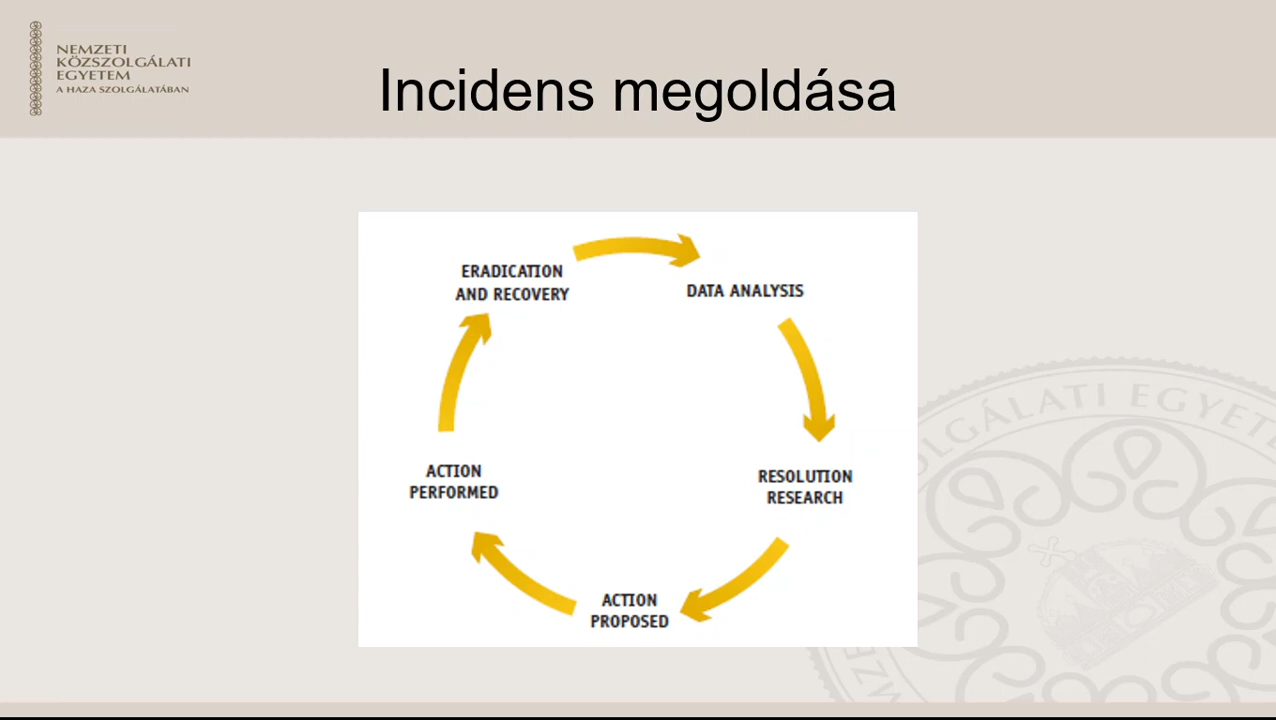 NEMZETI
KÖZSZOLGÁLATI
EGYETEM
A HAZA SZOLGÁLATÁBAN
Incidens megoldása
ERADICATION
AND RECOVERY
DATA ANALYSIS
RESOLUTION
RESEARCH
ACTION
PROPOSED
ACTION
PERFORMED